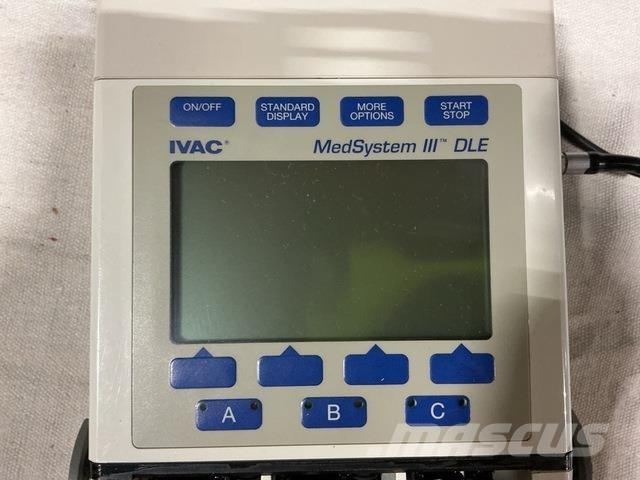 ON/OFF
STANDARD
DISPLAY
MORE
OPTIONS
START
STOP
IVAC® MedSystem III™ DLE
A B C
MASCUS